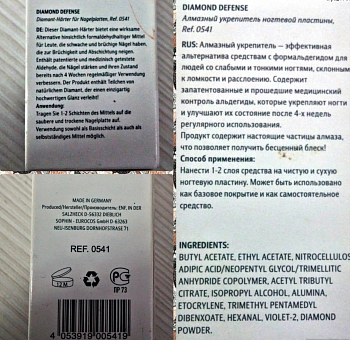 DIAMOND DEFENSE
Diamant-Härter für Nagelplatten. Ref. 0541
DE: Dieser Diamant-Härter bietet eine wirksame
Alternative hinsichtlich formaldehydhaltiger Mittel
für Leute, die schwache und brüchige Nägel haben,
die zur Brüchigkeit und Abschichtung neigen.
Enthält patentierte und medizinisch getestete
Aldehyde, die Nägel stärken und ihren Zustand
bereits nach 4 Wochen regelmäßiger Verwendung
verbessern. Der Produkt enthält Teilchen vom
natürlichen Diamant, der einen einzigartig
hochwertigen Glanz verleiht!
Anwendung:
Tragen Sie 1-2 Schichten des Mittels auf die
saubere und trockene Nagelplatte auf.
Verwendung sowohl als Basisschicht als auch als
selbstständiges Mittel möglich.
MADE IN GERMANY
Produced/Hersteller/Производитель: ENF, IN DER
SALZHECK D-56332 DIEBLICH
SOPHIN, EUROCOS GmbH D-63263
NEU-ISENBURG DORNHOFSTRASSE 71
REF. 0541
12 M
ПР 73
4 053919 005419
DIAMOND DEFENSE
Алмазный укрепитель ногтевой пластины,
Ref. 0541
RUS: Алмазный укрепитель — эффективная
альтернатива средствам с формальдегидом для
людей со слабыми и тонкими ногтями, склонным
к ломкости и расслоению. Содержит
запатентованные и прошедшие медицинский
контроль альдегиды, которые укрепляют ногти
и улучшают их состояние после 4-х недель
регулярного использования.
Продукт содержит настоящие частицы алмаза,
что позволяет получить бесценный блеск!
Способ применения:
Нанести 1-2 слоя средства на чистую и сухую
ногтевую пластину. Может быть использовано
как базовое покрытие и как самостоятельное
средство.
INGREDIENTS:
BUTYL ACETATE, ETHYL ACETATE, NITROCELLULOS
ADIPIC ACID/NEOPENTYL GLYCOL/TRIMELLITIC
ANHYDRIDE COPOLYMER, ACETYL TRIBUTYL
CITRATE, ISOPROPYL ALCOHOL, ALUMINA,
ETOCRYLENE, TRIMETHYL PENTAMEDYL
DIBENXOATE, HEXANAL, VIOLET-2, DIAMOND
POWDER.